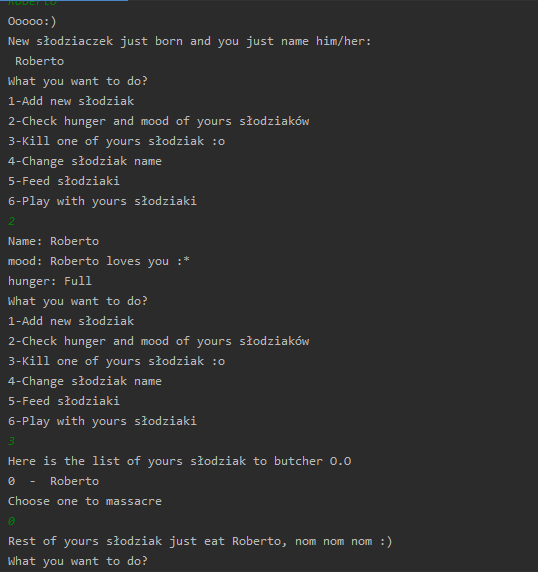 Roberto
Ooooo:)
New słodziaczek just born and you just name him/her:
Roberto
What you want to do?
1-Add new słodziak
2-Check hunger and mood of yours słodziaków
3-Kill one of yours słodziak :o
4-Change słodziak name
5-Feed słodziaki
6-Play with yours słodziaki
2
Name: Roberto
mood: Roberto loves you :*
hunger: Full
What you want to do?
1-Add new słodziak
2-Check hunger and mood of yours słodziaków
3-Kill one of yours słodziak :o
4-Change słodziak name
5-Feed słodziaki
6-Play with yours słodziaki
3
Here is the list of yours słodziak to butcher O.O
0  -  Roberto
Choose one to massacre
0
Rest of yours słodziak just eat Roberto, nom nom nom :)
What you want to do?